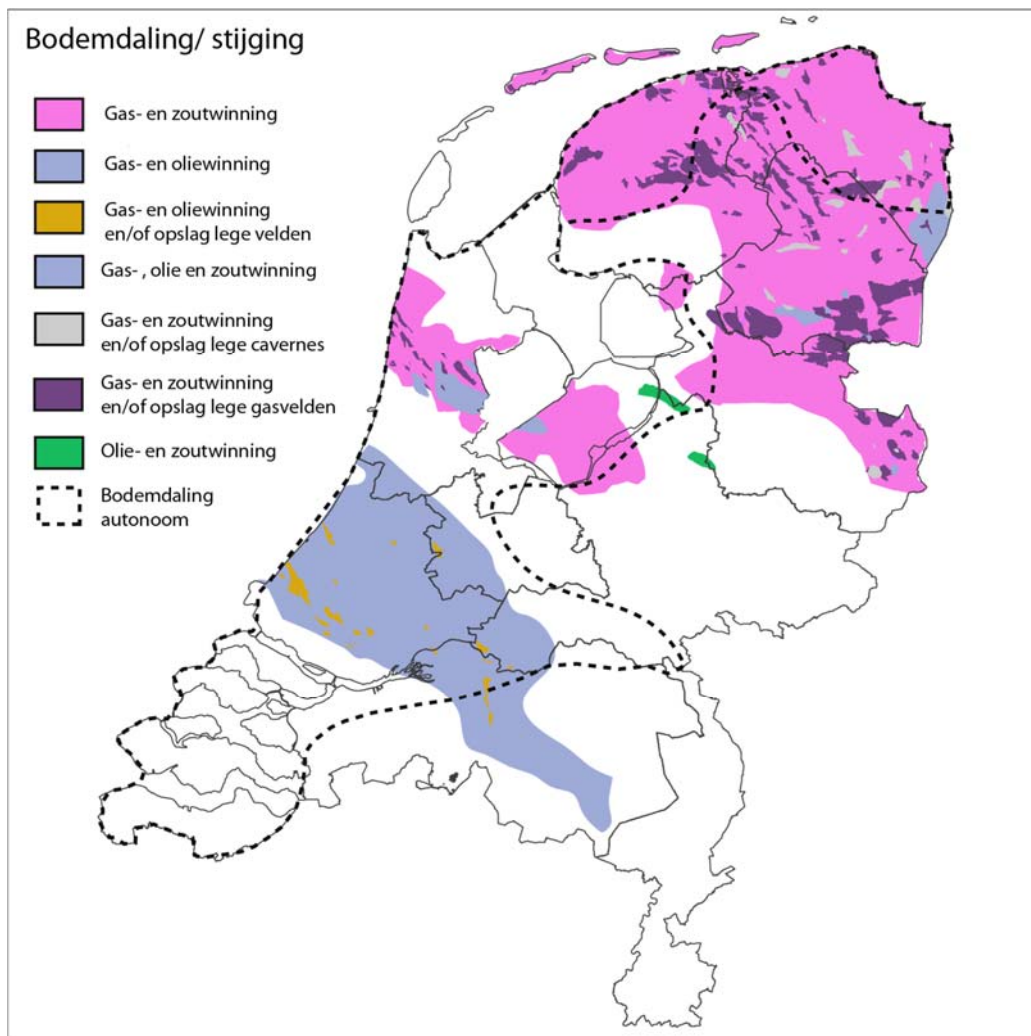 Bodemdaling/ stijging
Gas- en zoutwinning
Gas- en oliewinning
Gas- en oliewinning
en/of opslag lege velden
Gas- , olie en zoutwinning
Gas- en zoutwinning
en/of opslag lege cavernes
Gas- en zoutwinning
en/of opslag lege gasvelden
Olie- en zoutwinning
Bodemdaling
autonoom